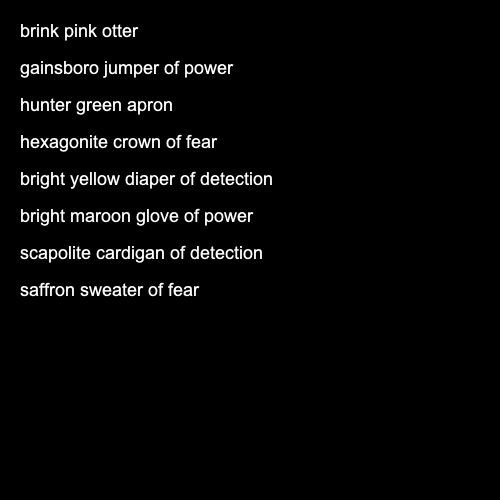 brink pink otter
gainsboro jumper of power
hunter green apron
hexagonite crown of fear
bright yellow diaper of detection
bright maroon glove of power
scapolite cardigan of detection
saffron sweater of fear